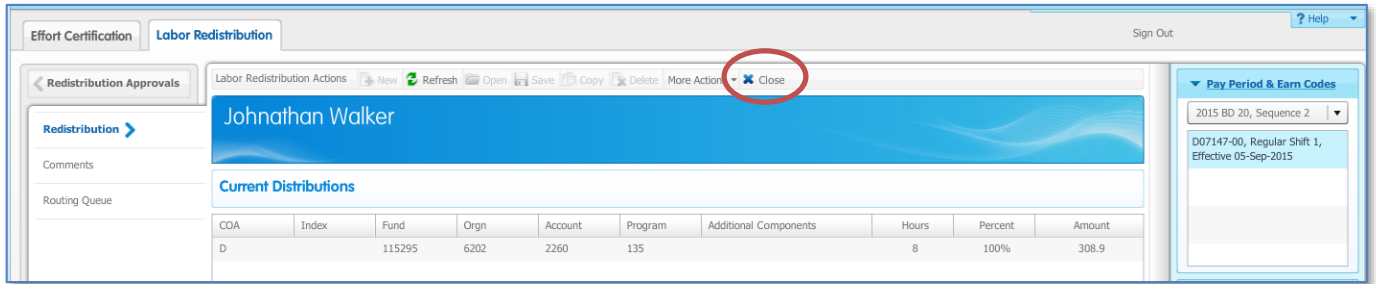 ? Help
Effort Certification Labor Redistribution Sign Out
Redistribution Approvals
Labor Redistribution Actions New Refresh Open Save Copy Delete More Action Close
Pay Period & Earn Codes
Johnathan Walker
2015 BD 20, Sequence 2
Redistribution
D07147-00, Regular Shift 1,
Effective 05-Sep-2015
Comments
Current Distributions
Routing Queue
COA Index Fund Orgn Account Program Additional Components Hours Percent Amount
D 115295 6202 2260 135 8 100% 308.9